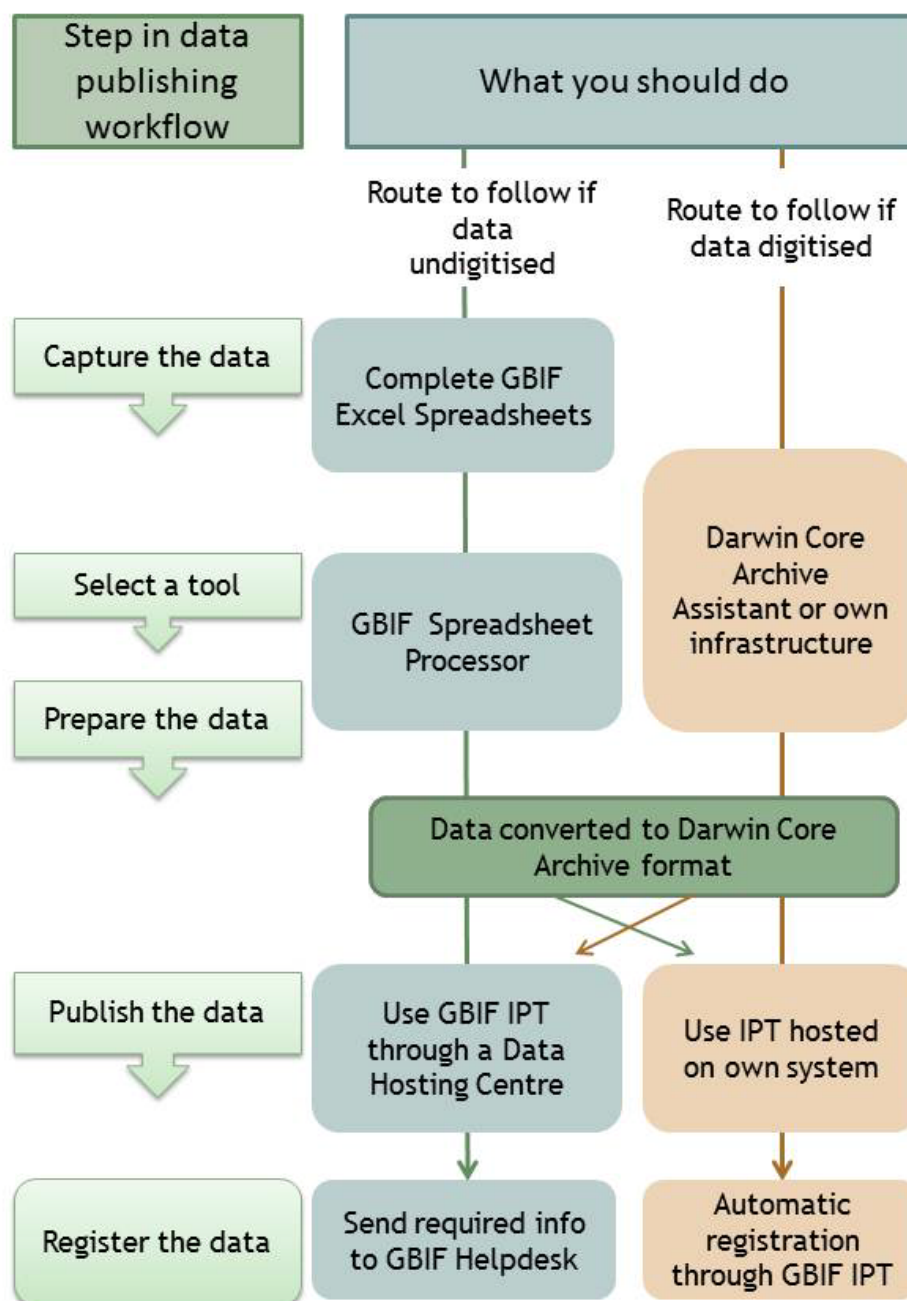 Step in data
publishing
workflow
What you should do
Route to follow if
data
undigitised
Route to follow if
data digitised
Capture the data
Complete GBIF
Excel Spreadsheets
Select a tool
GBIF Spreadsheet
Processor
Darwin Core
Archive
Assistant or own
infrastructure
Prepare the data
Data converted to Darwin Core
Archive format
Publish the data
Use GBIF IPT
through a Data
Hosting Centre
Use IPT hosted
on own system
Register the data
Send required info
to GBIF Helpdesk
Automatic
registration
through GBIF IPT